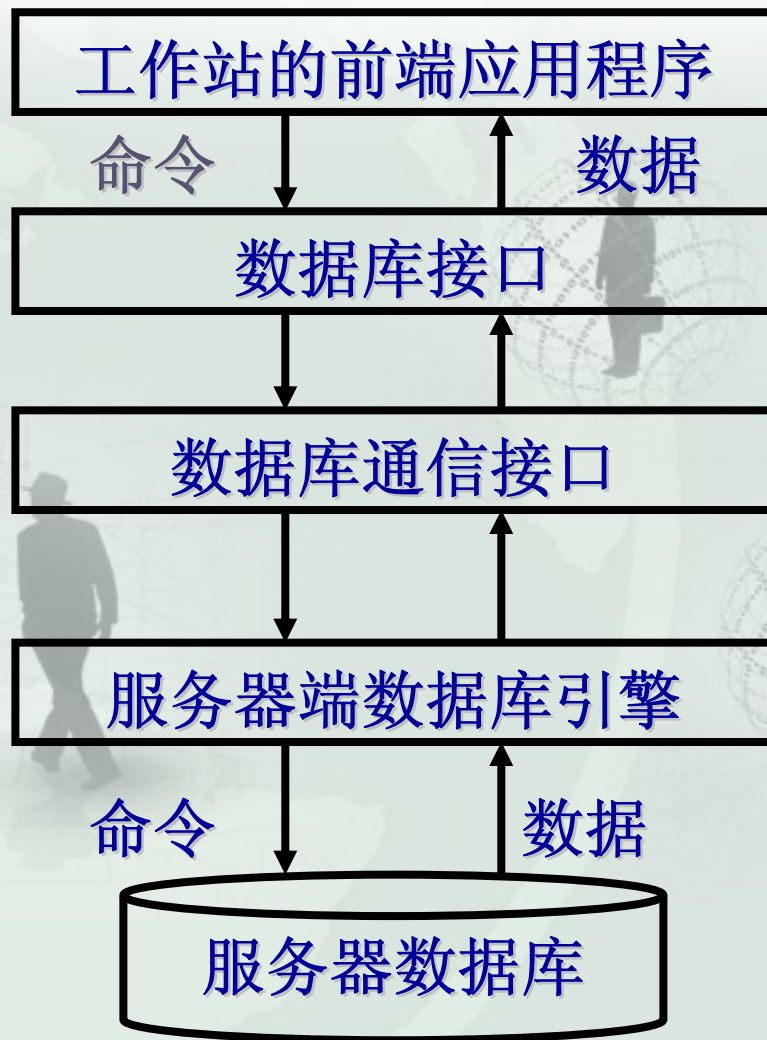 工作站的前端应用程序
命令
数据
数据库接口
数据库通信接口
服务器端数据库引擎
命令
数据
服务器数据库